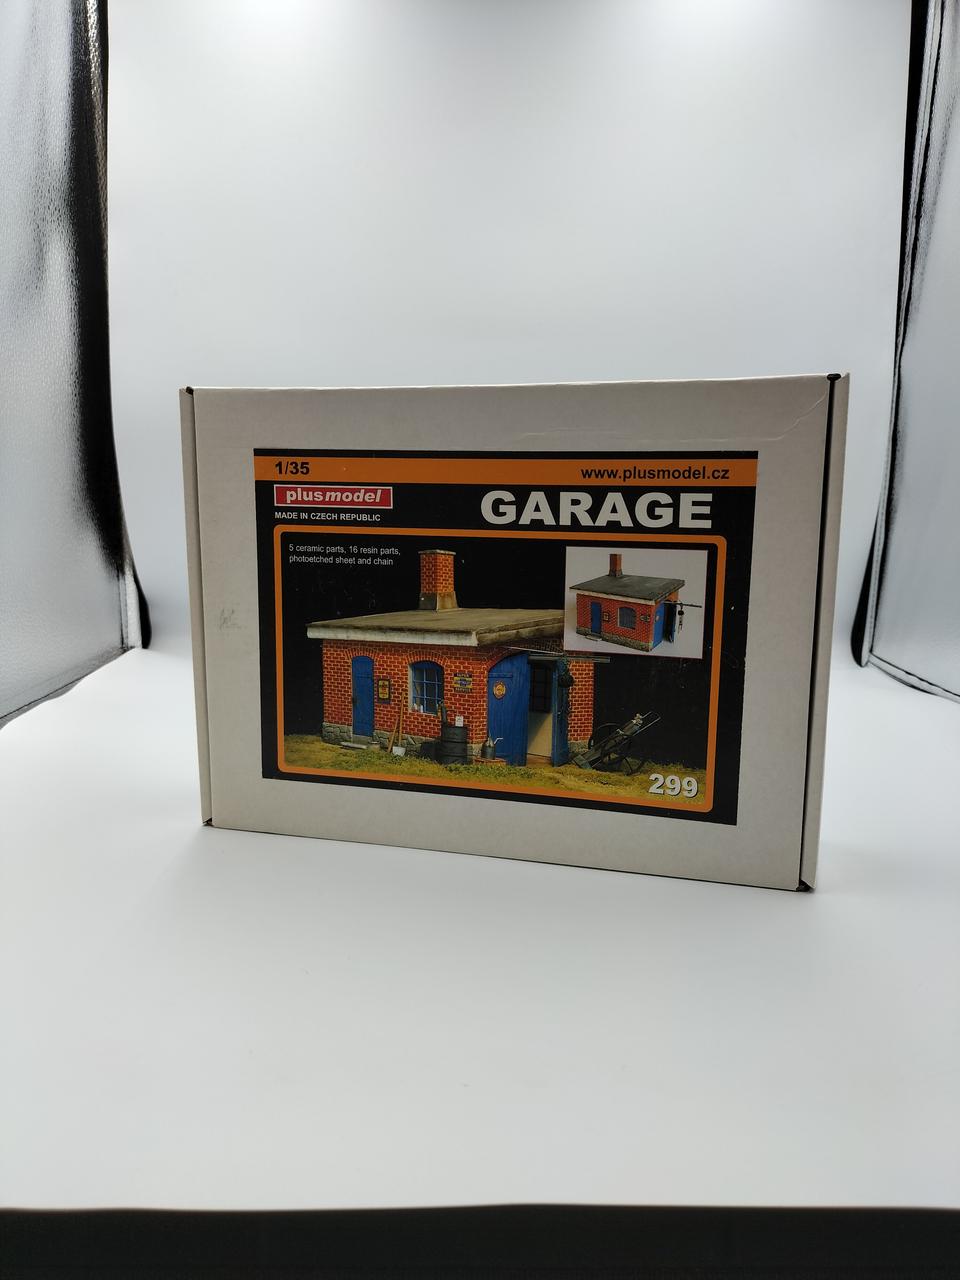 1/35
www.plusmodel.cz
plusmodel
GARAGE
MADE IN CZECH REPUBLIC
5 ceramic parts, 16 resin parts,
photoetched sheet and chain
299